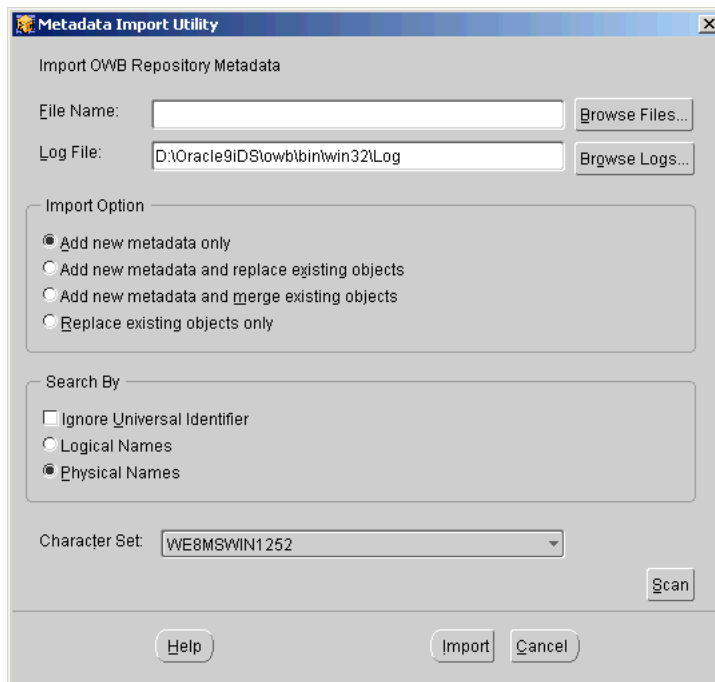 Metadata Import Utility
Import OWB Repository Metadata
File Name:
Browse Files...
Log File:
D:\Oracle9iDS\owb\bin\win32\Log
Browse Logs...
Import Option
Add new metadata only
Add new metadata and replace existing objects
Add new metadata and merge existing objects
Replace existing objects only
Search By
Ignore Universal Identifier
Logical Names
Physical Names
Character Set:
WE8MSWIN1252
Scan
Help
Import
Cancel